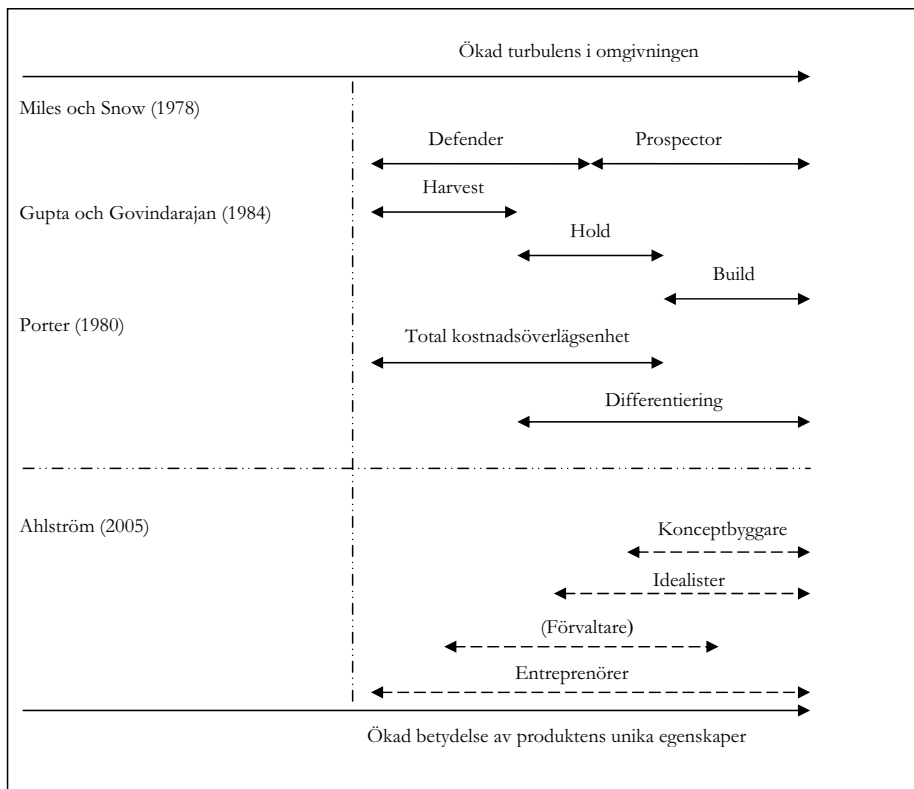 Ökad turbulens i omgivningen
Miles och Snow (1978)
Defender
Prospector
Harvest
Gupta och Govindarajan (1984)
Hold
Build
Porter (1980)
Total kostnadsöverlägsenhet
Differentiering
Ahlström (2005)
Konceptbyggare
Idealister
(Förvaltare)
Entreprenörer
Ökad betydelse av produktens unika egenskaper